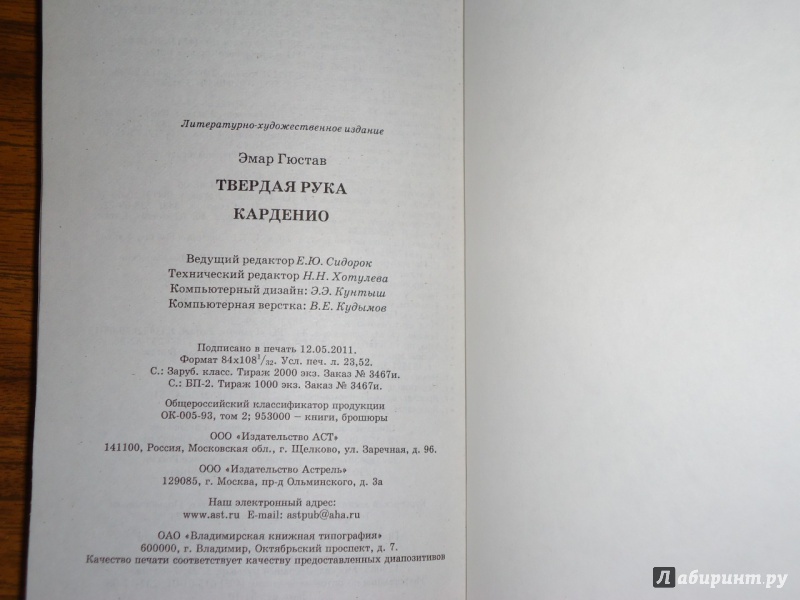 Литературно-художественное издание
Эмар Гюстав
ТВЕРДАЯ РУКА
КАРДЕНИО
Ведущий редактор Е.Ю. Сидорок
Технический редактор Н.Н. Хотулева
Компьютерный дизайн: Э.Э. Кунтыш
Компьютерная верстка: В.Е. Кудымов
Подписано в печать 12.05.2011.
Формат 84x108¹/₃₂. Усл. печ. л. 23,52.
С.: Заруб. класс. Тираж 2000 экз. Заказ № 3467и.
С.: БП-2. Тираж 1000 экз. Заказ № 3467и.
Общероссийский классификатор продукции
ОК-005-93, том 2; 953000 – книги, брошюры
ООО «Издательство АСТ»
141100, Россия, Московская обл., г. Щелково, ул. Заречная, д. 96.
ООО «Издательство Астрель»
129085, г. Москва, пр-д Ольминского, д. 3а
Наш электронный адрес:
www.ast.ru E-mail: astpub@aha.ru
ОАО «Владимирская книжная типография»
600000, г. Владимир, Октябрьский проспект, д. 7.
Качество печати соответствует качеству предоставленных диапозитивов
Лабиринт.ру